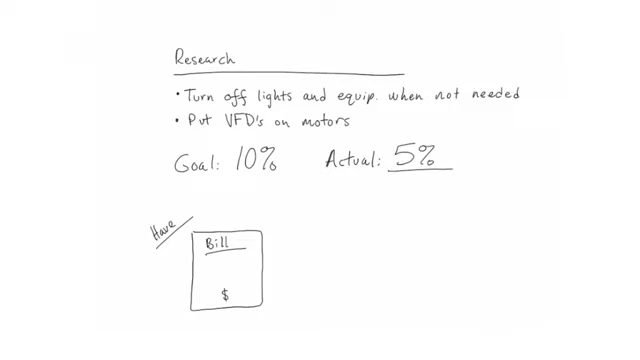 Research
• Turn off lights and equip. when not needed
• Put VFD's on motors
Goal: 10% Actual: 5%
Have
Bill
$